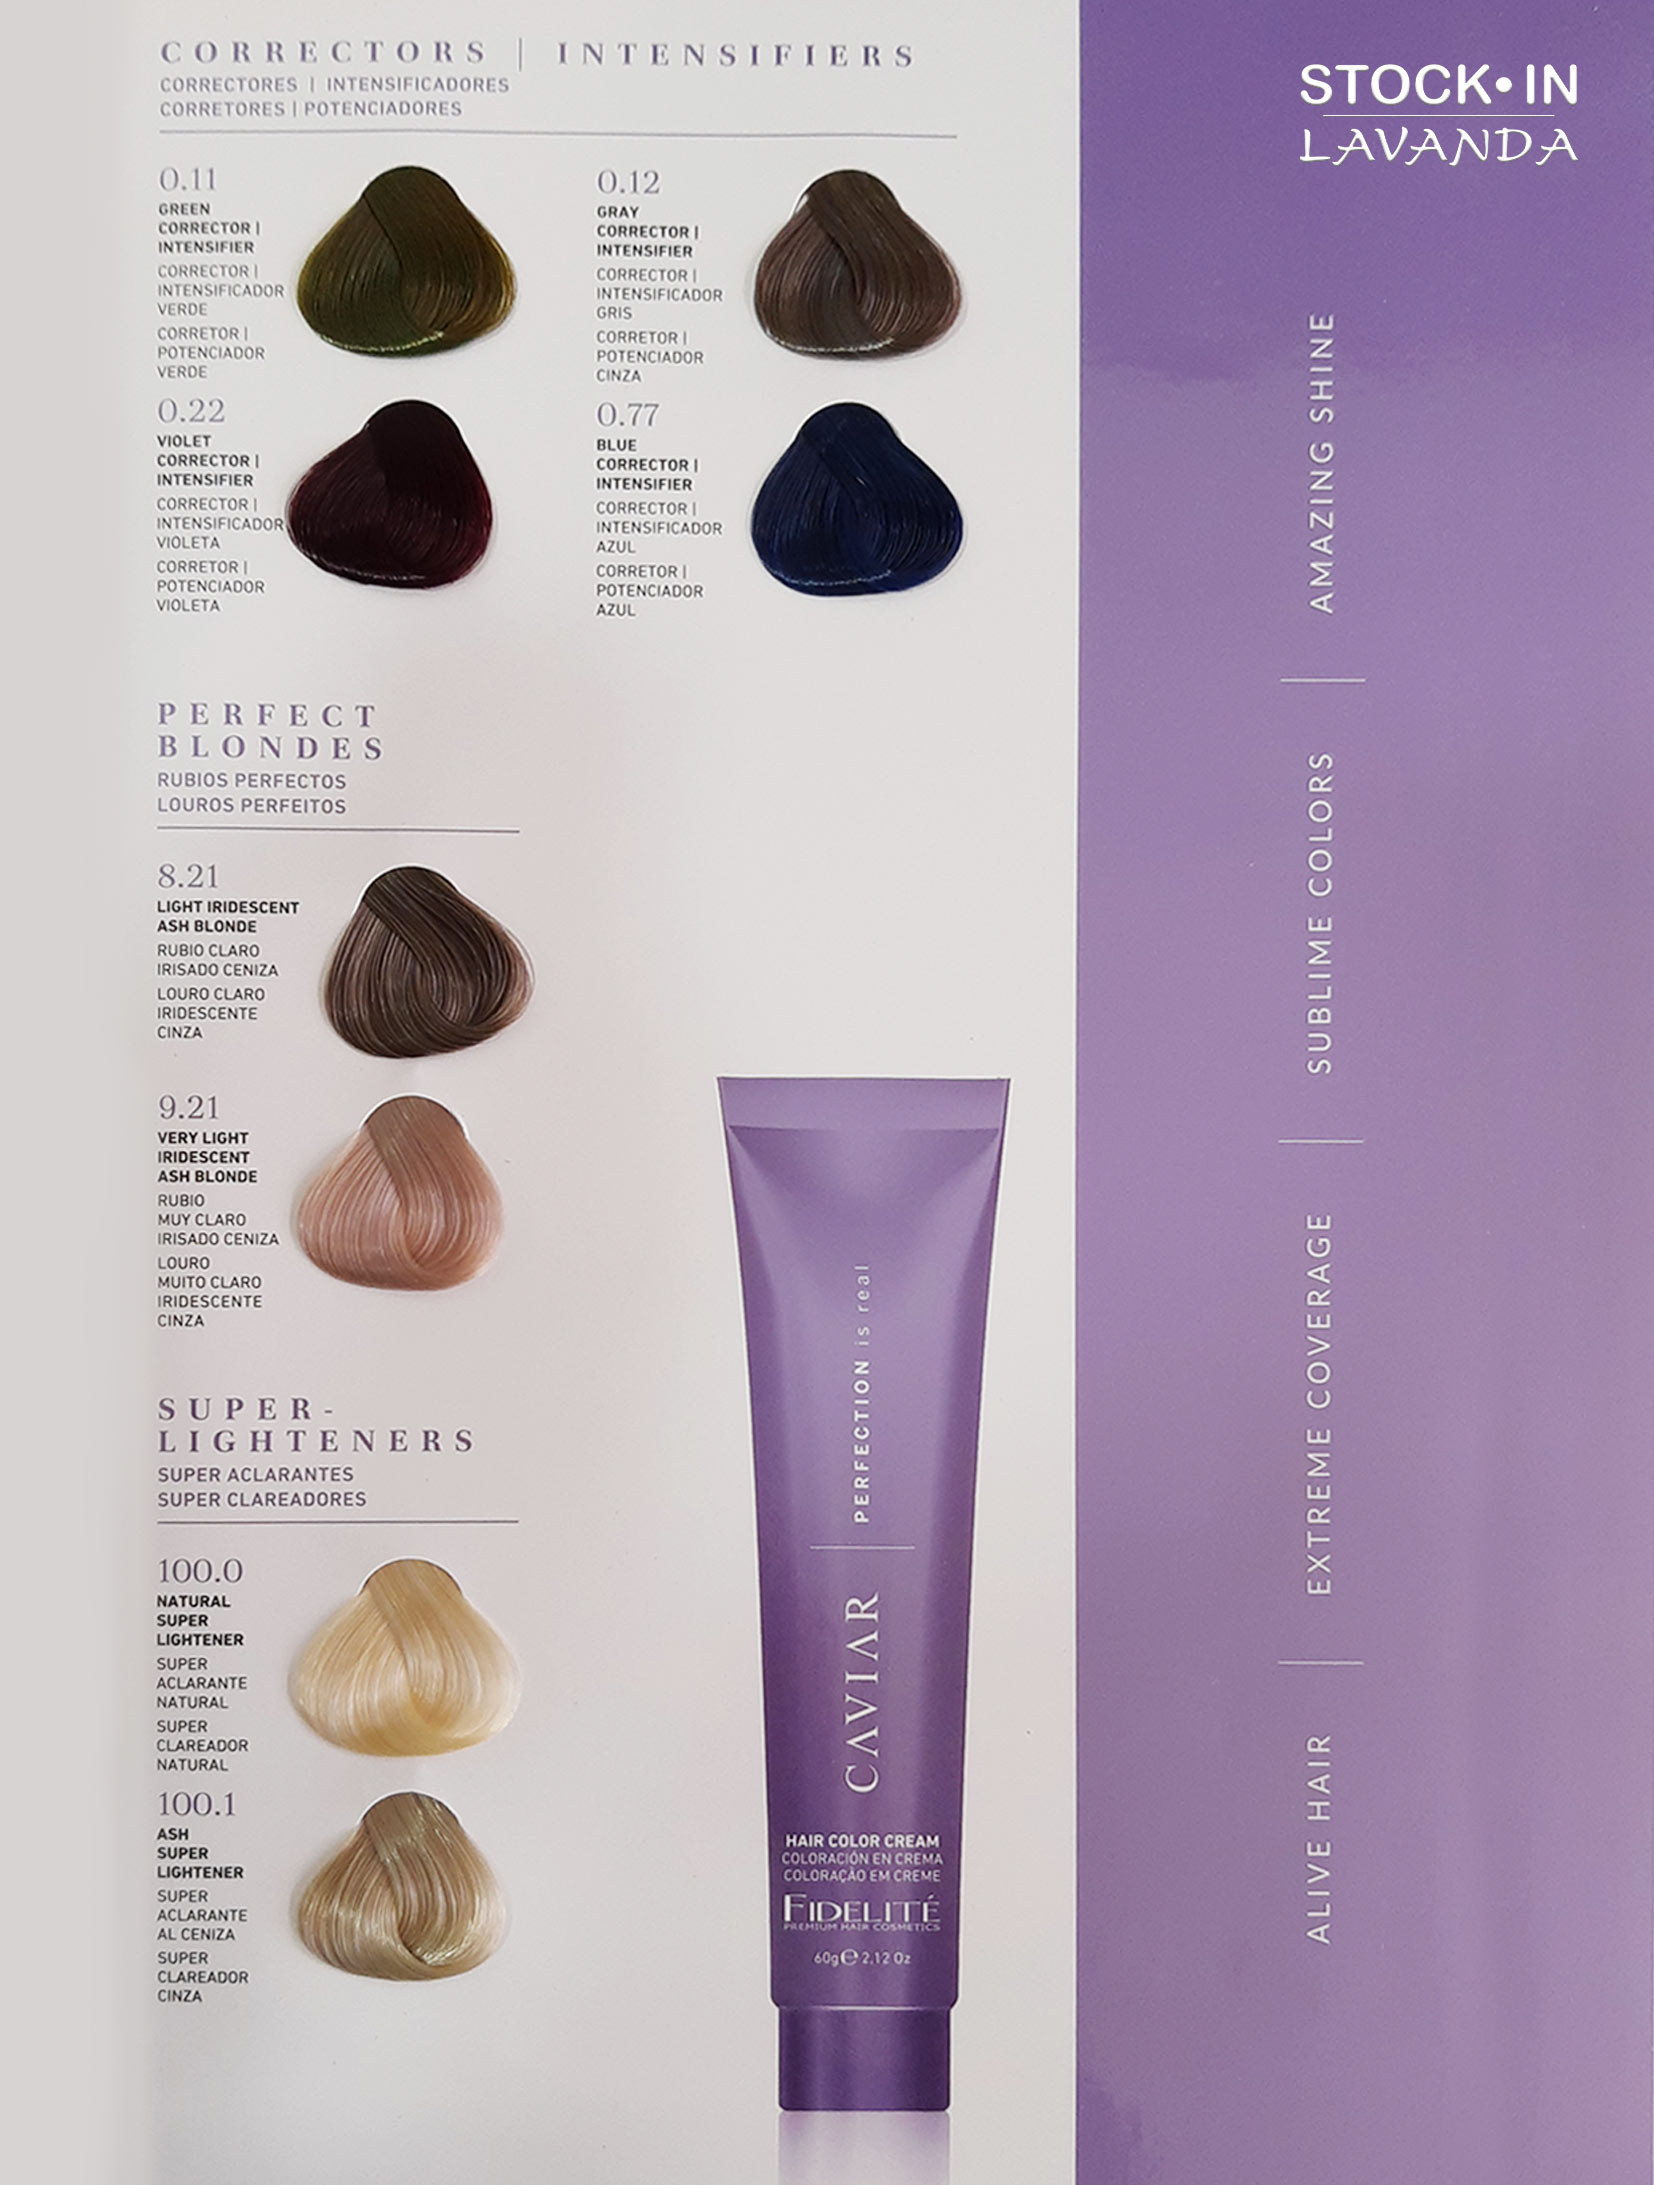 CORRECTORS | INTENSIFIERS
CORRECTORES | INTENSIFICADORES
CORRETORES | POTENCIADORES
0.11
GREEN
CORRECTOR |
INTENSIFIER
CORRECTOR |
INTENSIFICADOR
VERDE
CORRETOR |
POTENCIADOR
VERDE
0.12
GRAY
CORRECTOR |
INTENSIFIER
CORRECTOR |
INTENSIFICADOR
GRIS
CORRETOR |
POTENCIADOR
CINZA
0.22
VIOLET
CORRECTOR |
INTENSIFIER
CORRECTOR |
INTENSIFICADOR
VIOLETA
CORRETOR |
POTENCIADOR
VIOLETA
0.77
BLUE
CORRECTOR |
INTENSIFIER
CORRECTOR |
INTENSIFICADOR
AZUL
CORRETOR |
POTENCIADOR
AZUL
PERFECT
BLONDES
RUBIOS PERFECTOS
LOUROS PERFEITOS
8.21
LIGHT IRIDESCENT
ASH BLONDE
RUBIO CLARO
IRISADO CENIZA
LOURO CLARO
IRIDESCENTE
CINZA
9.21
VERY LIGHT
IRIDESCENT
ASH BLONDE
RUBIO
MUY CLARO
IRISADO CENIZA
LOURO
MUITO CLARO
IRIDESCENTE
CINZA
SUPER-
LIGHTENERS
SUPER ACLARANTES
SUPER CLAREADORES
100.0
NATURAL
SUPER
LIGHTENER
SUPER
ACLARANTE
NATURAL
SUPER
CLAREADOR
NATURAL
100.1
ASH
SUPER
LIGHTENER
SUPER
ACLARANTE
AL CENIZA
SUPER
CLAREADOR
CINZA
CAVIAR | PERFECTION is real
HAIR COLOR CREAM
COLORACIÓN EN CREMA
COLORAÇÃO EM CREME
FIDELITÉ
PREMIUM HAIR COSMETICS
60g℮ 2,12 Oz
STOCK•IN
LAVANDA
ALIVE HAIR | EXTREME COVERAGE | SUBLIME COLORS | AMAZING SHINE